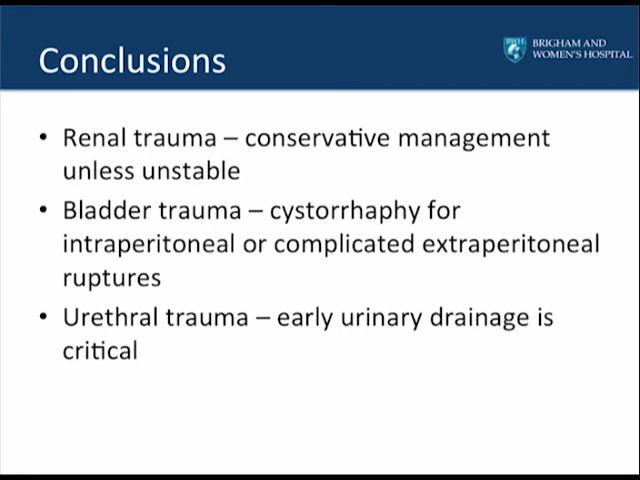 Conclusions
BRIGHAM AND
WOMEN'S HOSPITAL
• Renal trauma – conservative management
unless unstable
• Bladder trauma – cystorrhaphy for
intraperitoneal or complicated extraperitoneal
ruptures
• Urethral trauma – early urinary drainage is
critical